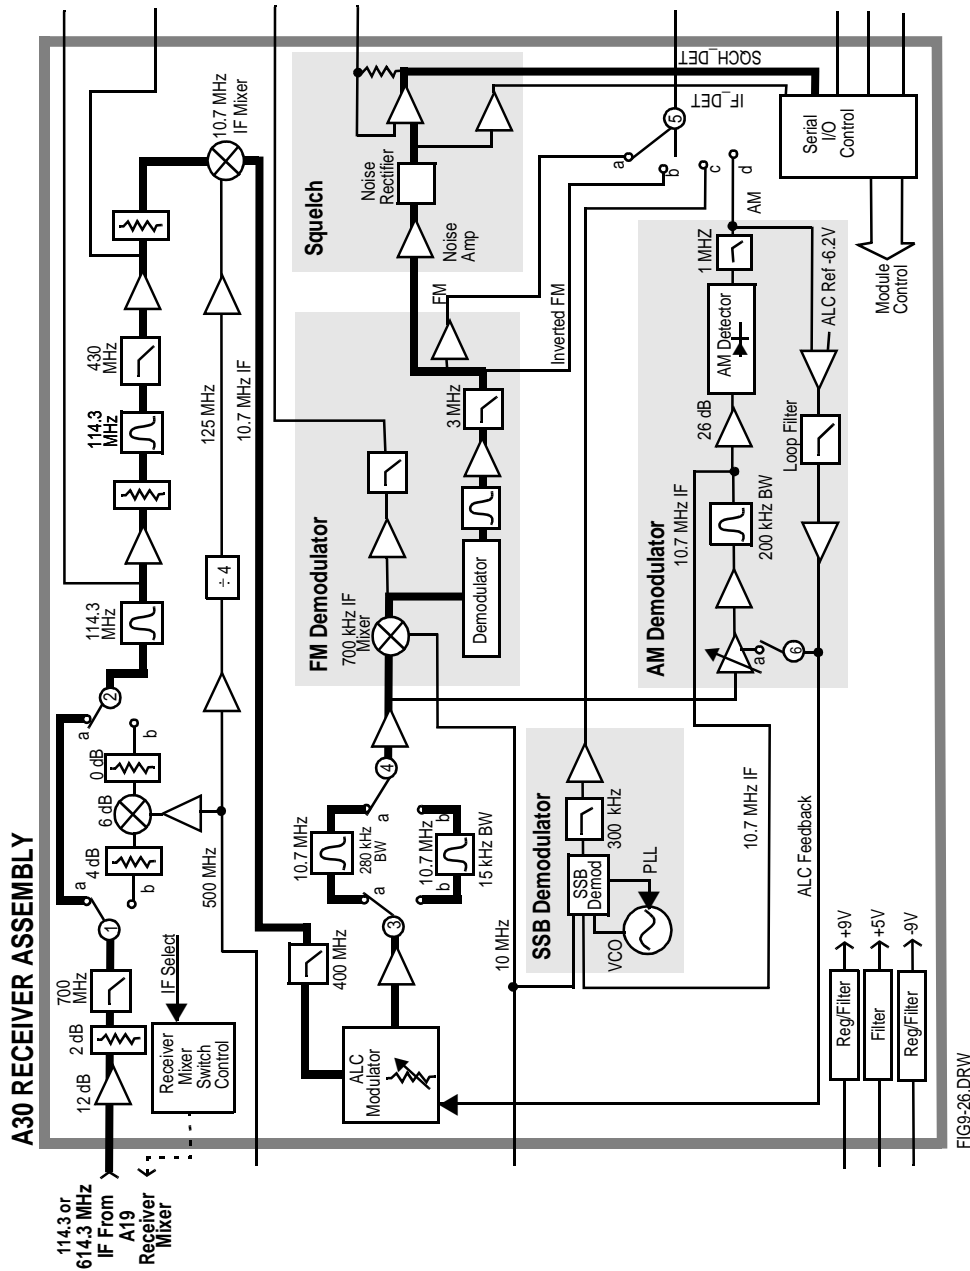 A30 RECEIVER ASSEMBLY
114.3 or
614.3 MHz
IF From
A19
Receiver
Mixer
12 dB
2 dB
700
MHz
1
a
b
4 dB
6 dB
0 dB
a
b
2
114.3
MHz
114.3
MHz
430
MHz
10.7 MHz
IF Mixer
Receiver
Mixer
Switch
Control
IF Select
500 MHz
÷ 4
125 MHz
10.7 MHz IF
400 MHz
ALC
Modulator
3
a
b
10.7 MHz
280 kHz
BW
10.7 MHz
15 kHz BW
a
b
4
FM Demodulator
700 kHz IF
Mixer
Demodulator
3 MHz
FM
Inverted FM
Squelch
Noise
Amp
Noise
Rectifier
SQCH_DET
IF_DET
a
b
c
d
5
AM
Serial
I/O
Control
Module
Control
10 MHz
SSB Demodulator
VCO
PLL
SSB
Demod
300 kHz
10.7 MHz IF
AM Demodulator
a
6
10.7 MHz IF
200 kHz BW
26 dB
AM Detector
1 MHZ
ALC Ref -6.2V
Loop Filter
ALC Feedback
Reg/Filter
+9V
Filter
+5V
Reg/Filter
-9V
FIG9-26.DRW